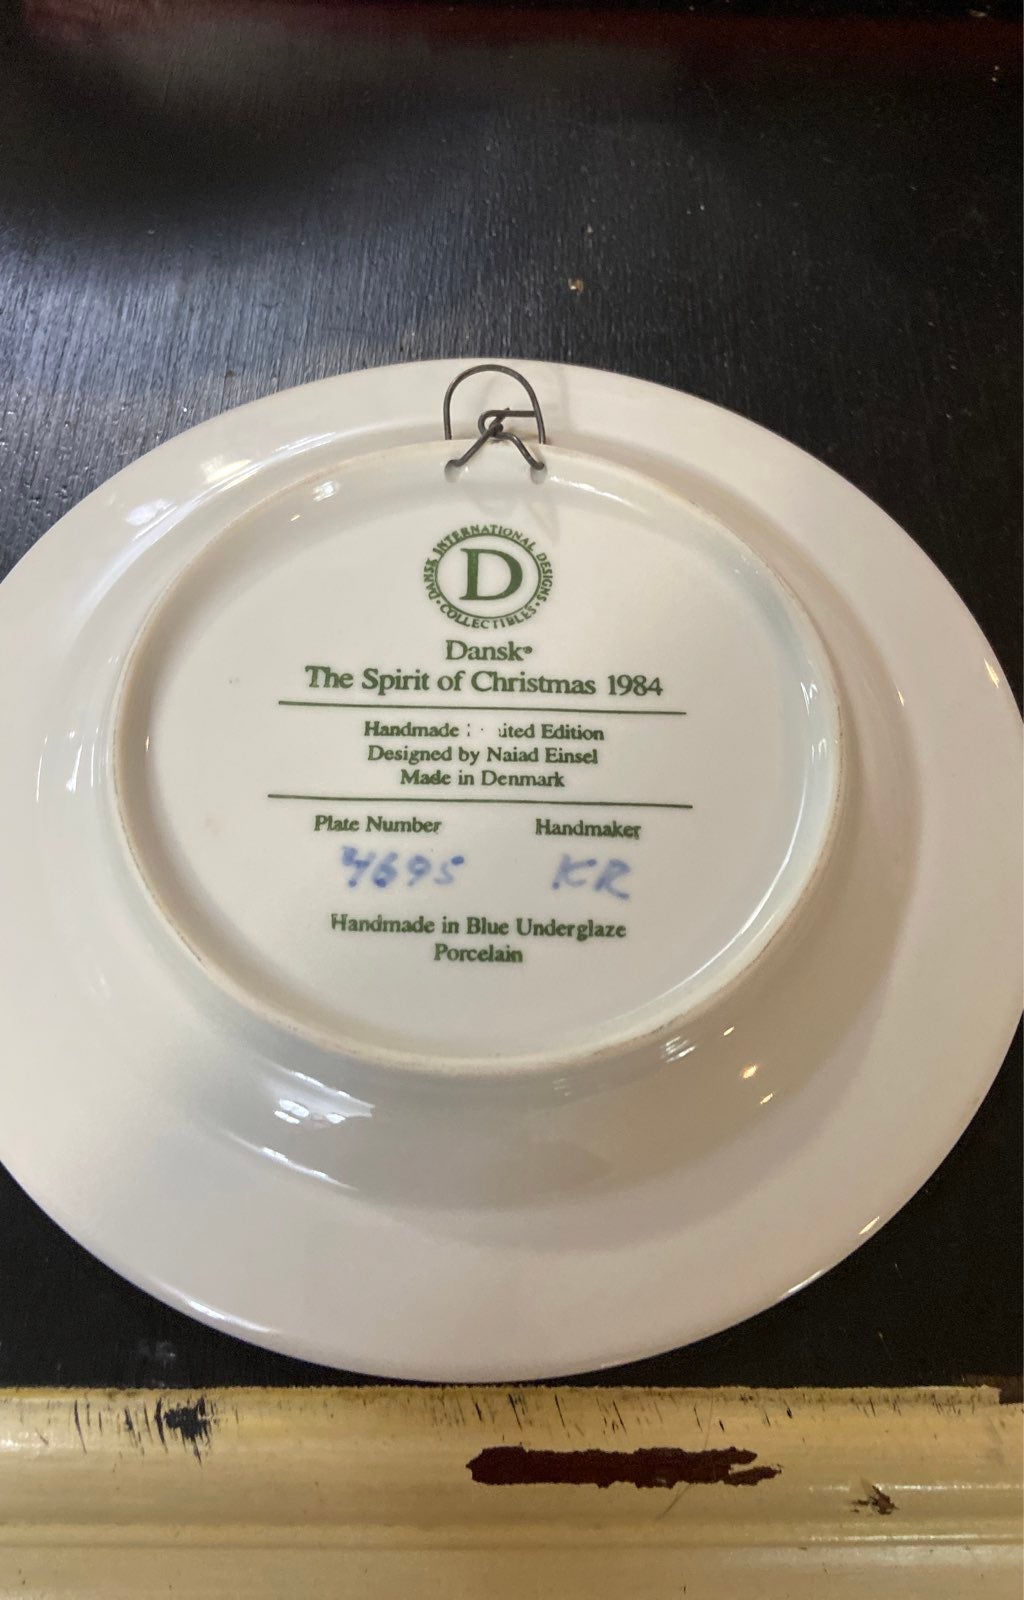 DANSK INTERNATIONAL DESIGNS
• COLLECTIBLES •
D
Dansk®
The Spirit of Christmas 1984
Handmade ited Edition
Designed by Naiad Einsel
Made in Denmark
Plate Number Handmaker
4695 KR
Handmade in Blue Underglaze
Porcelain